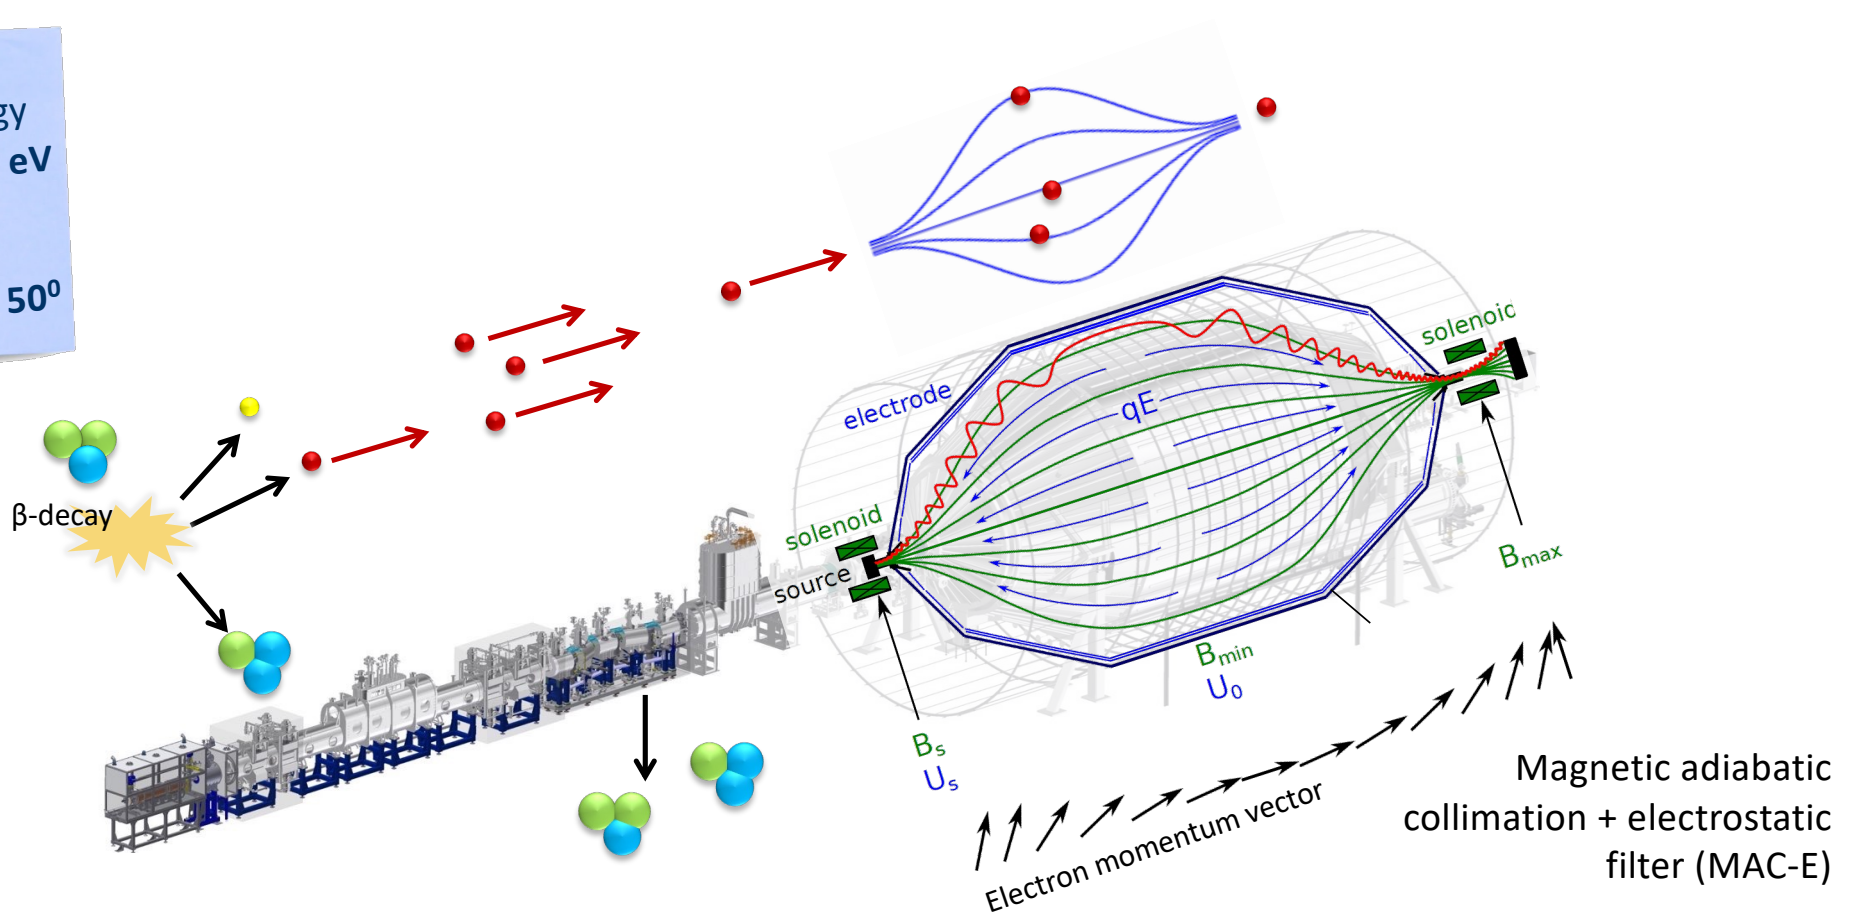 gy
eV
50⁰
β-decay
electrode
qE
solenoid
solenoid
source
Bmax
Bmin
U0
Bs
Us
Electron momentum vector
Magnetic adiabatic
collimation + electrostatic
filter (MAC-E)